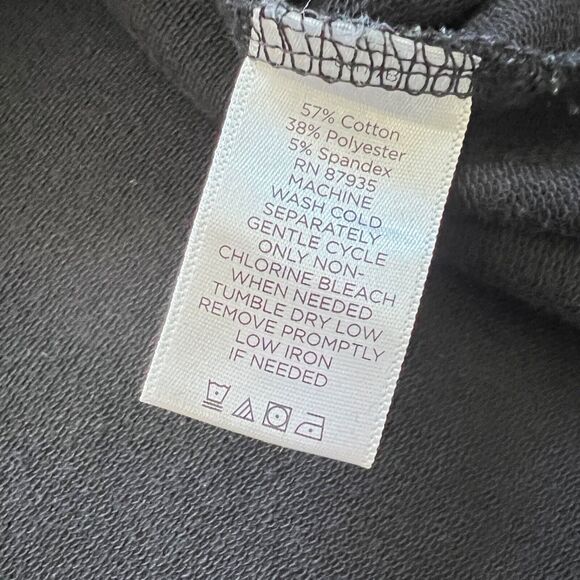 57% Cotton
38% Polyester
5% Spandex
RN 87935
MACHINE
WASH COLD
SEPARATELY
GENTLE CYCLE
ONLY NON-
CHLORINE BLEACH
WHEN NEEDED
TUMBLE DRY LOW
REMOVE PROMPTLY
LOW IRON
IF NEEDED